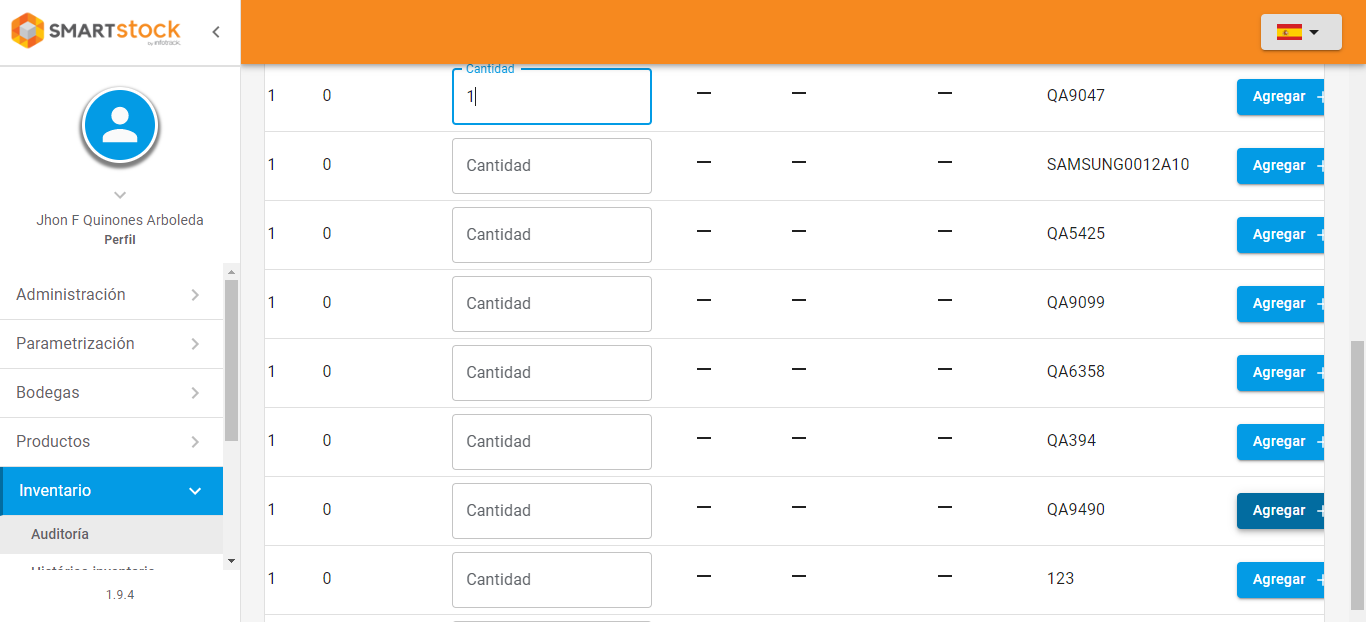 SMARTstock
by infotrack
Jhon F Quinones Arboleda
Perfil
Administración
Parametrización
Bodegas
Productos
Inventario
Auditoría
Histórico inventario
1.9.4
Cantidad
1 0 1 — — — QA9047 Agregar +
1 0 Cantidad — — — SAMSUNG0012A10 Agregar +
1 0 Cantidad — — — QA5425 Agregar +
1 0 Cantidad — — — QA9099 Agregar +
1 0 Cantidad — — — QA6358 Agregar +
1 0 Cantidad — — — QA394 Agregar +
1 0 Cantidad — — — QA9490 Agregar +
1 0 Cantidad — — — 123 Agregar +